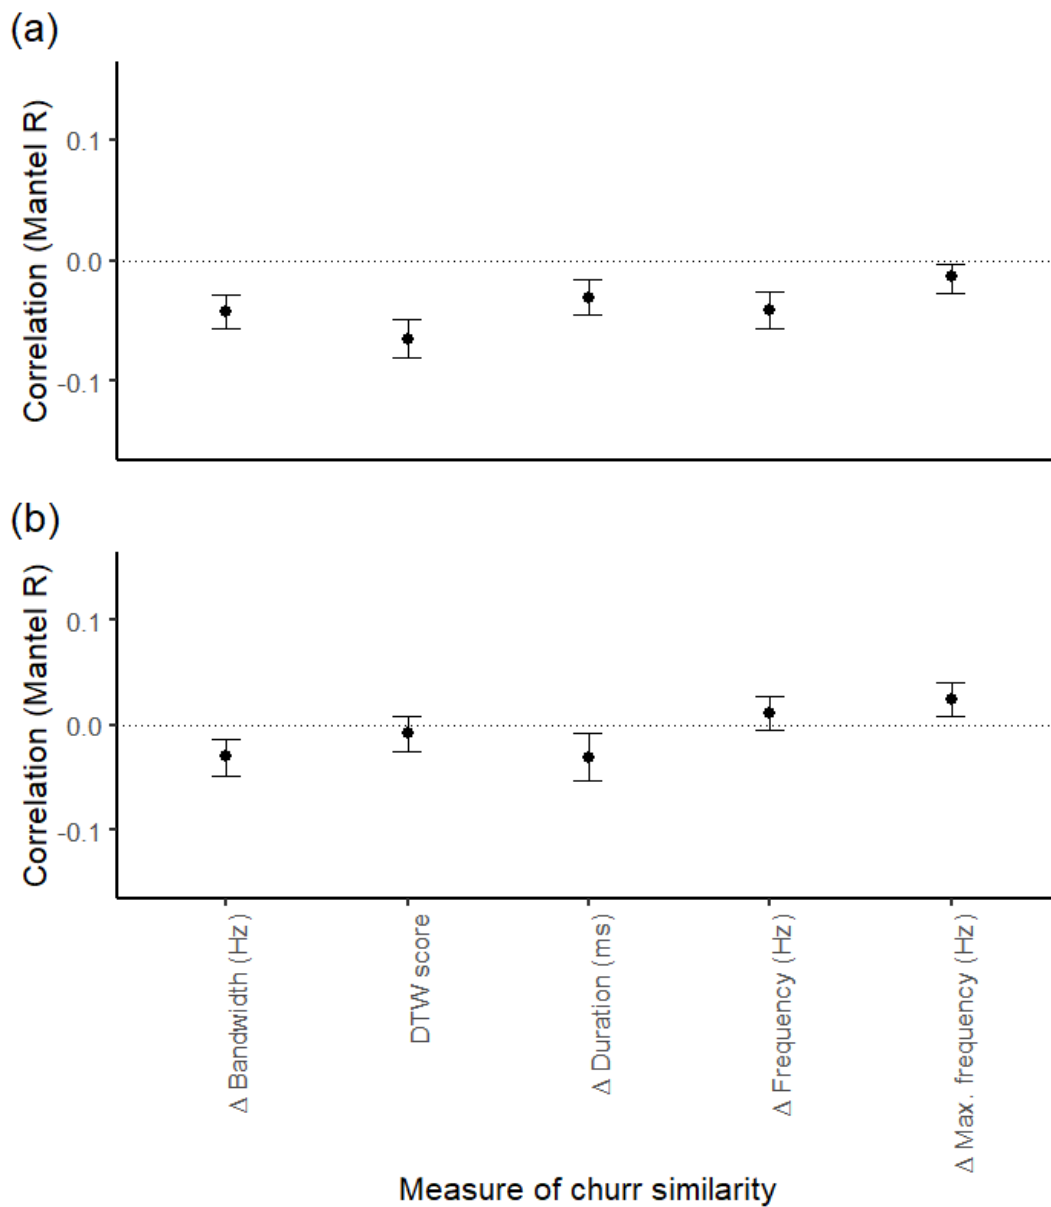 (a)
Correlation (Mantel R)
0.1
0.0
-0.1
(b)
Correlation (Mantel R)
0.1
0.0
-0.1
Δ Bandwidth (Hz)
DTW score
Δ Duration (ms)
Δ Frequency (Hz)
Δ Max. frequency (Hz)
Measure of churr similarity